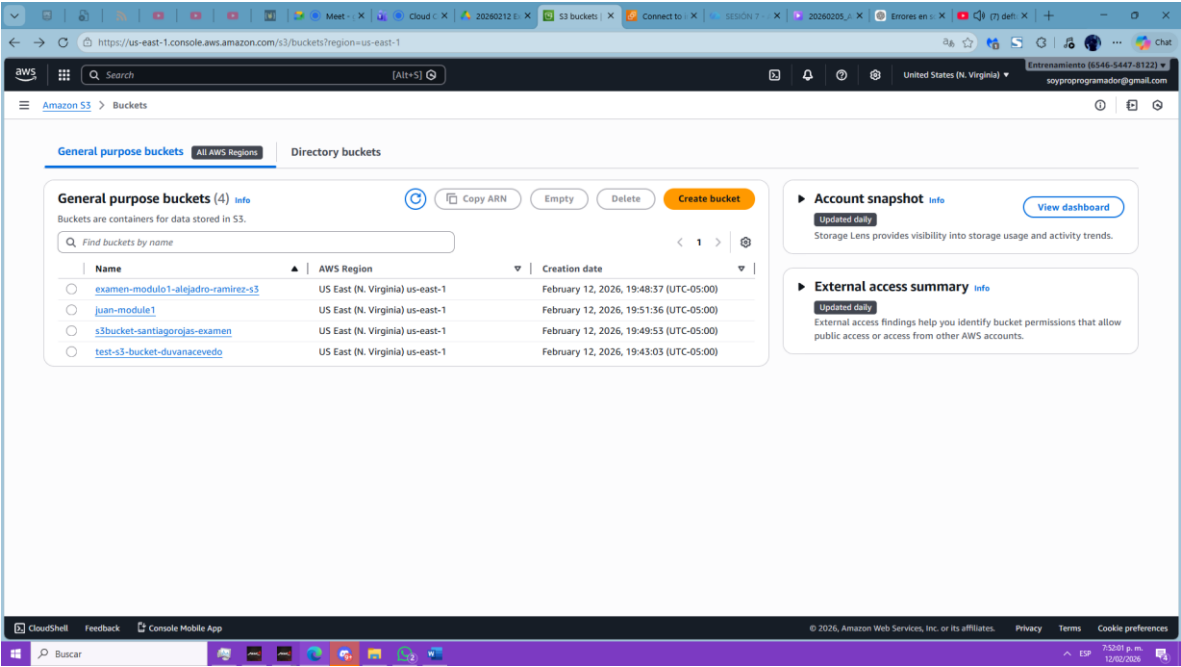 Meet -
Cloud C
20260212 E
S3 buckets |
Connect to i
SESIÓN 7 -
20260205_A
Errores en s
(7) deft
https://us-east-1.console.aws.amazon.com/s3/buckets?region=us-east-1
Chat
aws
Search
[Alt+S]
United States (N. Virginia)
Entrenamiento (6546-5447-8122)
soyproprogramador@gmail.com
Amazon S3 > Buckets
General purpose buckets All AWS Regions
Directory buckets
General purpose buckets (4) Info
Copy ARN
Empty
Delete
Create bucket
Buckets are containers for data stored in S3.
Find buckets by name
1
Name AWS Region Creation date
examen-modulo1-alejadro-ramirez-s3 US East (N. Virginia) us-east-1 February 12, 2026, 19:48:37 (UTC-05:00)
juan-module1 US East (N. Virginia) us-east-1 February 12, 2026, 19:51:36 (UTC-05:00)
s3bucket-santiagorojas-examen US East (N. Virginia) us-east-1 February 12, 2026, 19:49:53 (UTC-05:00)
test-s3-bucket-duvanacevedo US East (N. Virginia) us-east-1 February 12, 2026, 19:43:03 (UTC-05:00)
Account snapshot Info
View dashboard
Updated daily
Storage Lens provides visibility into storage usage and activity trends.
External access summary Info
Updated daily
External access findings help you identify bucket permissions that allow
public access or access from other AWS accounts.
CloudShell Feedback Console Mobile App
© 2026, Amazon Web Services, Inc. or its affiliates. Privacy Terms Cookie preferences
Buscar
ESP
7:52:01 p. m.
12/02/2026